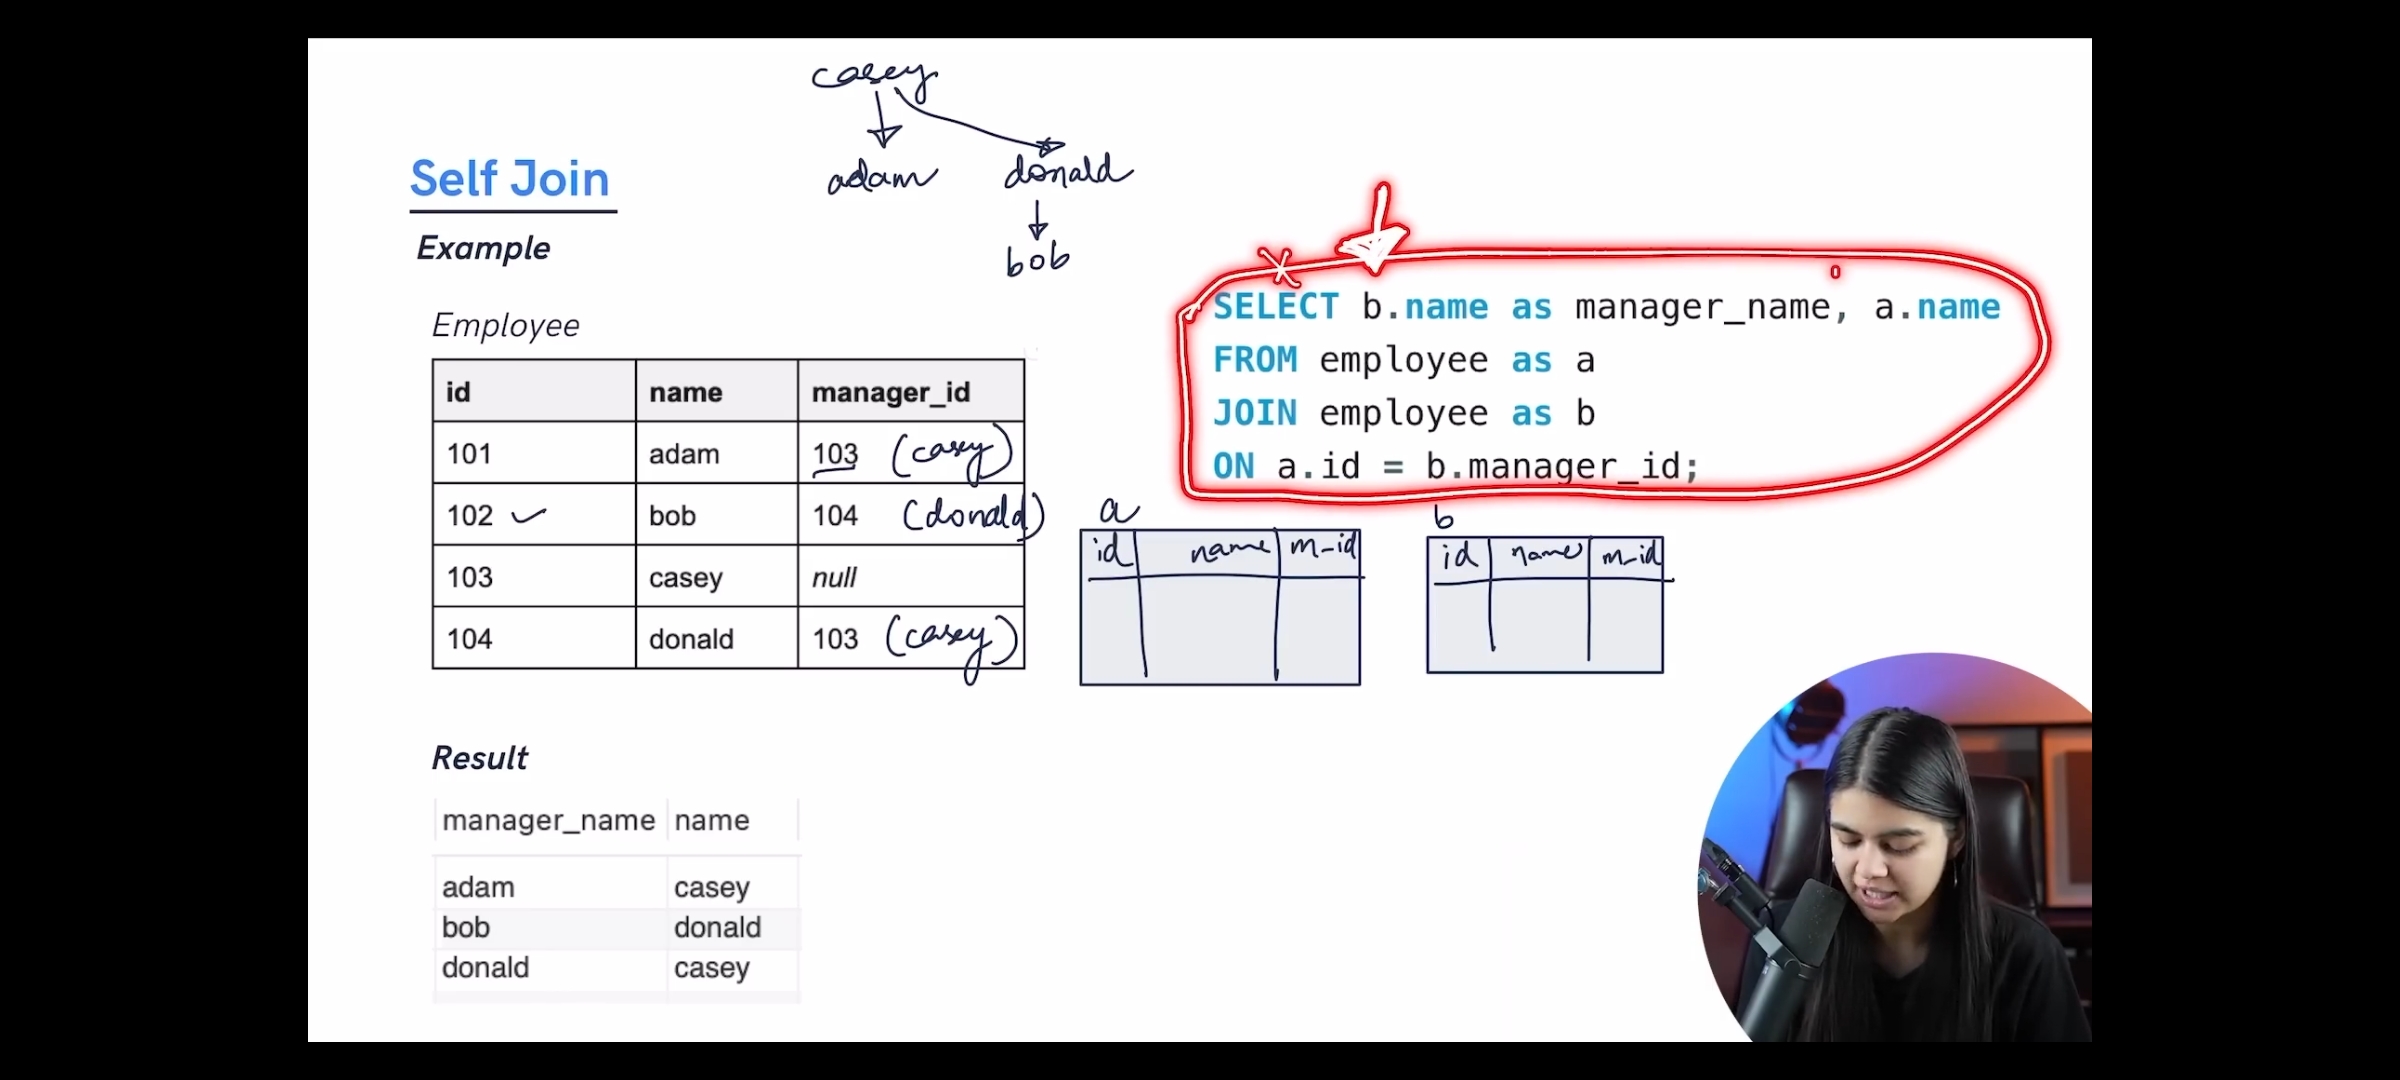 casey
adam donald
bob
Self Join
Example
Employee
id name manager_id
101 adam 103 (casey)
102 bob 104 (donald)
103 casey null
104 donald 103 (casey)
SELECT b.name as manager_name, a.name
FROM employee as a
JOIN employee as b
ON a.id = b.manager_id;
a
id name m_id
b
id name m_id
Result
manager_name name
adam casey
bob donald
donald casey